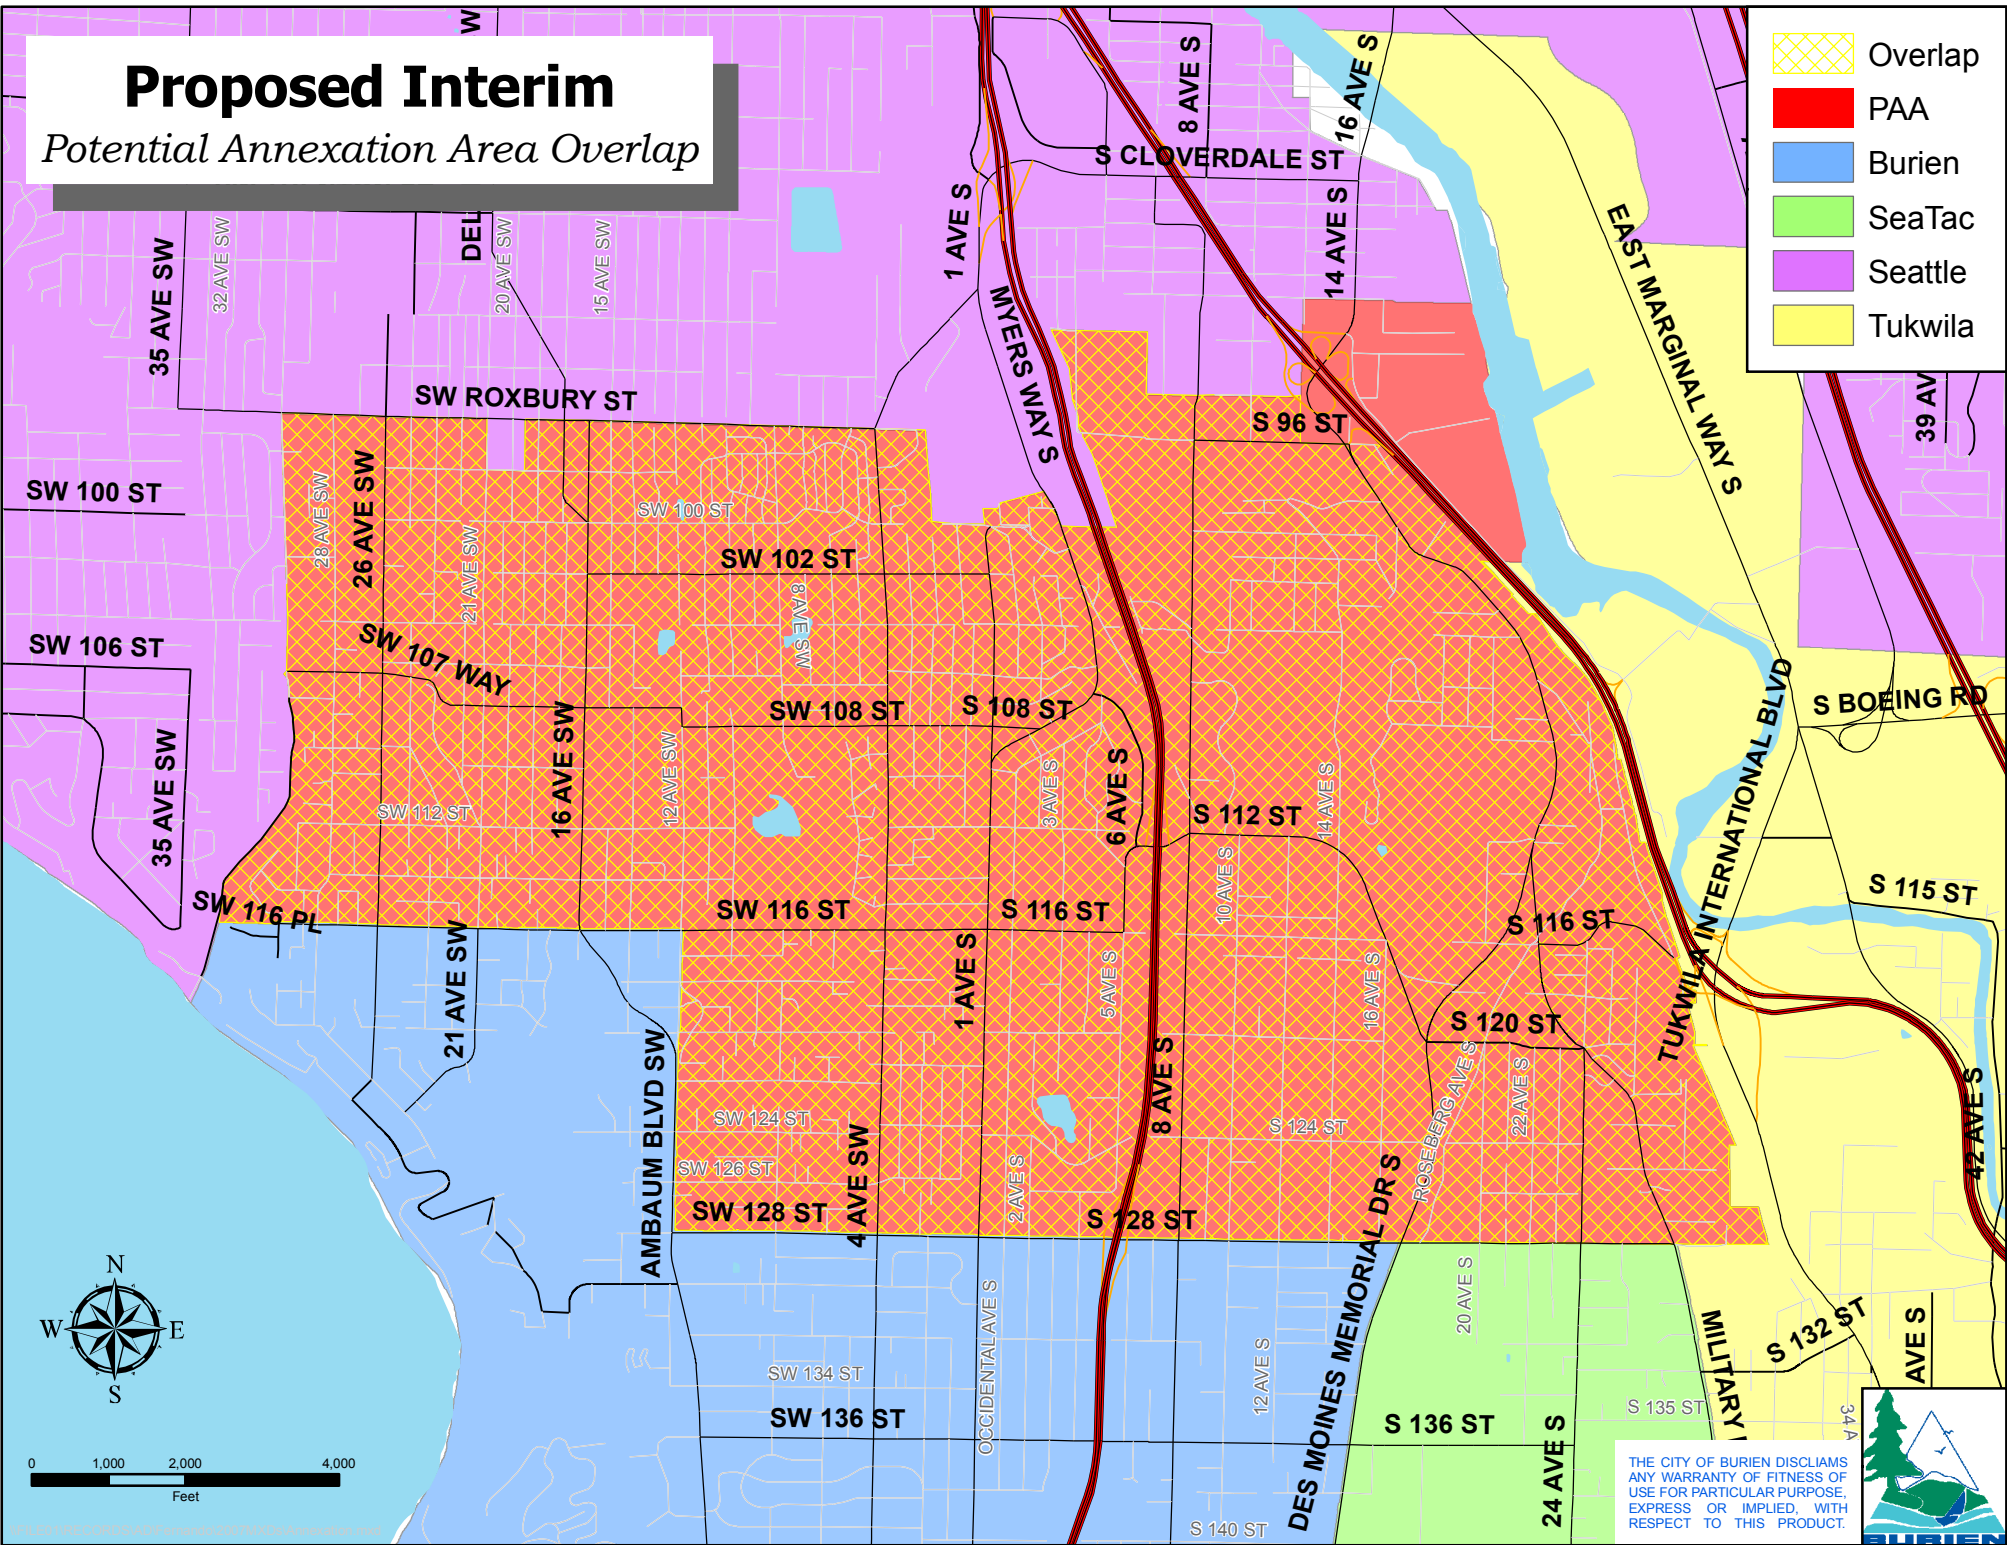 Proposed Interim
Potential Annexation Area Overlap
Overlap
PAA
Burien
SeaTac
Seattle
Tukwila
W
DEL
8 AVE S
16 AVE S
S CLOVERDALE ST
1 AVE S
14 AVE S
35 AVE SW
32 AVE SW
20 AVE SW
15 AVE SW
EAST MARGINAL WAY S
MYERS WAY S
SW ROXBURY ST
S 96 ST
39 AV
SW 100 ST
28 AVE SW
26 AVE SW
21 AVE SW
SW 100 ST
SW 102 ST
8 AVE SW
SW 106 ST
SW 107 WAY
SW 108 ST
S 108 ST
S BOEING RD
TUKWILA INTERNATIONAL BLVD
35 AVE SW
16 AVE SW
12 AVE SW
3 AVE S
6 AVE S
14 AVE S
SW 112 ST
S 112 ST
10 AVE S
S 115 ST
SW 116 PL
SW 116 ST
S 116 ST
S 116 ST
21 AVE SW
1 AVE S
5 AVE S
16 AVE S
S 120 ST
AMBAUM BLVD SW
8 AVE S
ROSEBERG AVE S
22 AVE S
42 AVE S
SW 124 ST
S 124 ST
4 AVE SW
SW 126 ST
2 AVE S
SW 128 ST
S 128 ST
DES MOINES MEMORIAL DR S
OCCIDENTAL AVE S
20 AVE S
12 AVE S
MILITARY
S 132 ST
AVE S
SW 134 ST
S 135 ST
34 A
SW 136 ST
S 136 ST
24 AVE S
S 140 ST
N
W
E
S
0 1,000 2,000 4,000
Feet
THE CITY OF BURIEN DISCLIAMS
ANY WARRANTY OF FITNESS OF
USE FOR PARTICULAR PURPOSE,
EXPRESS OR IMPLIED, WITH
RESPECT TO THIS PRODUCT.
BURIEN